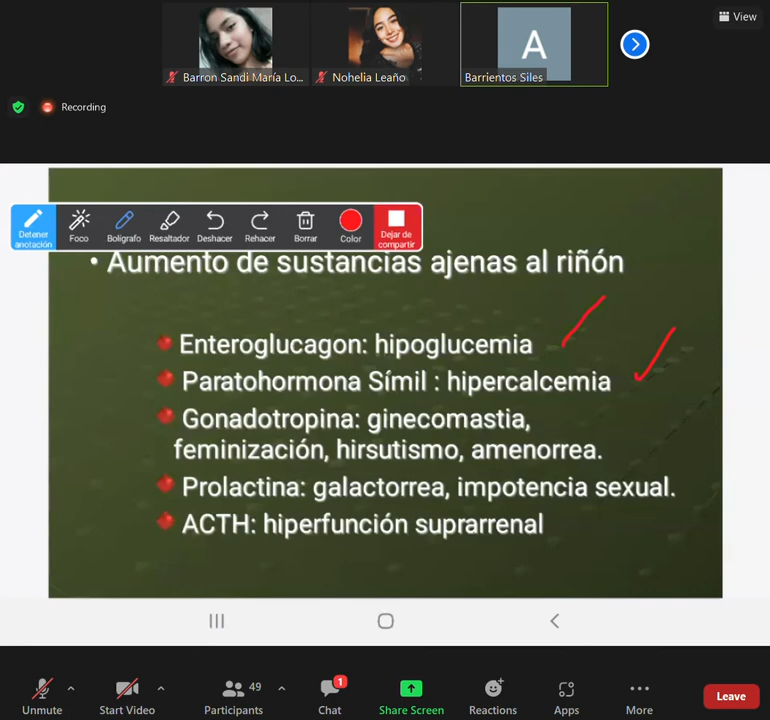 View
A
Barron Sandi María Lo...
Nohelia Leaño
Barrientos Siles
Recording
Detener anotación
Foco
Bolígrafo
Resaltador
Deshacer
Rehacer
Borrar
Color
Dejar de compartir
• Aumento de sustancias ajenas al riñón
Enteroglucagon: hipoglucemia
Paratohormona Símil : hipercalcemia
Gonadotropina: ginecomastia,
feminización, hirsutismo, amenorrea.
Prolactina: galactorrea, impotencia sexual.
ACTH: hiperfunción suprarrenal
Unmute
Start Video
49
Participants
1
Chat
Share Screen
Reactions
Apps
More
Leave